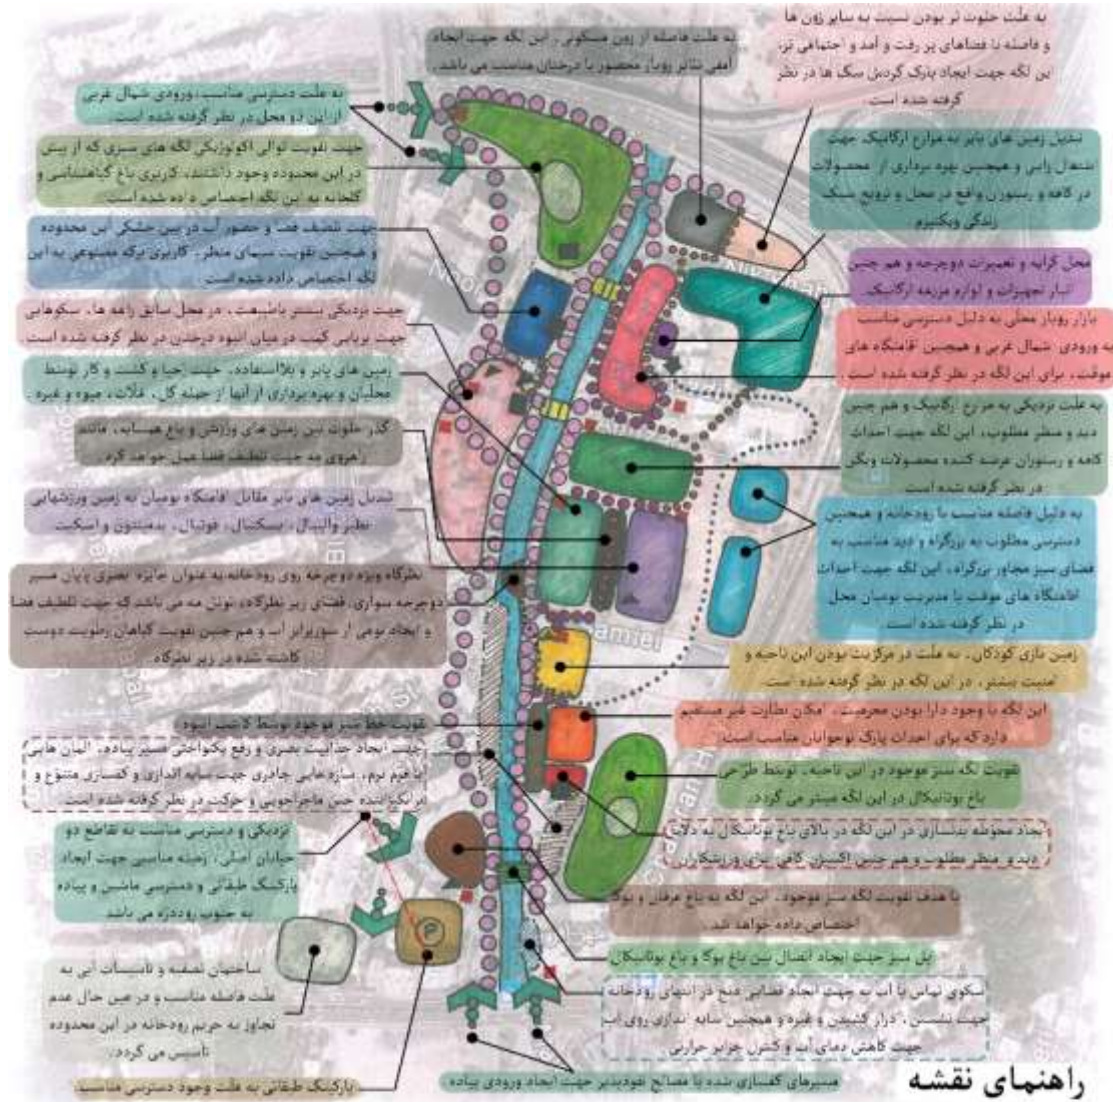 به علت خلوت تر بودن نسبت به سایر زون ها
و فاصله با فضاهای پر رفت و آمد و اجتماعی تر،
این لکه جهت ایجاد پارک گردش سگ ها در نظر
گرفته شده است.
به علت فاصله از زون مسکونی، این لکه جهت ایجاد
آمفی تئاتر روباز محصور با درختان مناسب می باشد.
به علت دسترسی مناسب، ورودی شمال غربی
از این دو محل در نظر گرفته شده است.
جهت تقویت توالی اکولوژیکی لکه های سبزی که از پیش
در این محدوده وجود داشتند، کاربری باغ گیاهشناسی و
گلخانه به این لکه اختصاص داده شده است.
جهت تلطیف فضا و حضور آب در بین خشکی این محدوده
و همچنین تقویت سیمای منظر، کاربری برکه مصنوعی به این
لکه اختصاص داده شده است.
جهت نزدیکی بیشتر باطبیعت، در محل سابق راهه ها، سکوهایی
جهت برپایی کمپ در میان انبوه درختان در نظر گرفته شده است
زمین های بایر و بلااستفاده، جهت احیا و کشت و کار توسط
محلیان و بهره برداری از آنها از جمله گل، غلات، میوه و غیره.
گذر خلوت بین زمین های ورزش و باغ همسایه، مانند
راهروی مه جهت تلطیف فضا عمل خواهد کرد.
تبدیل زمین های بایر مقابل اقامتگاه بومیان به زمین ورزشهایی
نظیر والیبال، بسکتبال، فوتبال، بدمینتون و اسکیت
نظرگاه ویژه دوچرخه روی رودخانه به عنوان جایزه بصری پایان مسیر
دوچرخه سواری. فضای زیر نظرگاه، تونل مه می باشد که جهت تلطیف فضا
و ایجاد بومی از سورپرایز آب و هم چنین تقویت گیاهان رطوبت دوست
کاشته شده در زیر نظرگاه.
تقویت خط سبز موجود توسط کاشت انبوه
جهت ایجاد جذابیت بصری و رفع یکنواختی مسیر پیاده، المان هایی
با فرم نرم، سازه هایی چادری جهت سایه اندازی و کفسازی متنوع و
برانگیزنده حس ماجراجویی و حرکت در نظر گرفته شده است
نزدیکی و دسترسی مناسب به تقاطع دو
خیابان اصلی، زمینه مناسبی جهت ایجاد
پارکینگ طبقاتی و دسترسی ماشین و پیاده
به جنوب روددره می باشد
ساختمان تصفیه و تاسیسات آبی به
علت فاصله مناسب و در عین حال عدم
تجاوز به حریم رودخانه در این محدوده
تاسیس می گردد.
پارکینگ طبقاتی به علت وجود دسترسی مناسب.
تبدیل زمین های بایر به مزارع ارگانیک جهت
اشتغال زایی و همچنین بهره برداری از محصولات
در کافه و رستوران واقع در محل و ترویج سبک
زندگی ویگنیزم
محل کرایه و تعمیرات دوچرخه و هم چنین
انبار تجهیزات و لوازم مزرعه ارگانیک.
بازار روباز محلی به دلیل دسترسی مناسب
به ورودی شمال غربی و همچنین اقامتگاه های
موقت، برای این لکه در نظر گرفته شده است.
به علت نزدیکی به مزارع ارگانیک و هم چنین
دید و منظر مطلوب، این لکه جهت احداث
کافه و رستوران عرضه کننده محصولات وگن
در نظر گرفته شده است.
به دلیل فاصله مناسب با رودخانه و همچنین
دسترسی مطلوب به بزرگراه و دید مناسب به
فضای سبز مجاور بزرگراه، این لکه جهت احداث
اقامتگاه های موقت با مدیریت بومیان محل
در نظر گرفته شده است
زمین بازی کودکان، به علت در مرکزیت بودن این ناحیه و
امنیت بیشتر، در این لکه در نظر گرفته شده است.
این لکه با وجود دارا بودن محرمیت، امکان نظارت غیر مستقیم
دارد که برای احداث پارک نوجوانان مناسب است.
تقویت لکه سبز موجود در این ناحیه، توسط طراحی
باغ بوتانیکال در این لکه میسر می گردد.
ایجاد محوطه بدنسازی در این لکه در بالای باغ بوتانیکال به دلایل
دید و منظر مطلوب و هم چنین اکسیژن کافی برای ورزشکاران
با هدف تقویت لکه سبز موجود، این لکه به باغ عرفان و یوگا
اختصاص داده خواهد شد.
پل سبز جهت ایجاد اتصال بین باغ یوگا و باغ بوتانیکال
سکوی تماس با آب به جهت ایجاد فضایی دنج در انتهای رودخانه
جهت نشستن، دراز کشیدن و غیره و همچنین سایه اندازی روی آب
جهت کاهش دمای آب و کنترل جزیر حرارتی.
مسیرهای کفسازی شده با مصالح نفوذپذیر جهت ایجاد ورودی پیاده
راهنمای نقشه
P